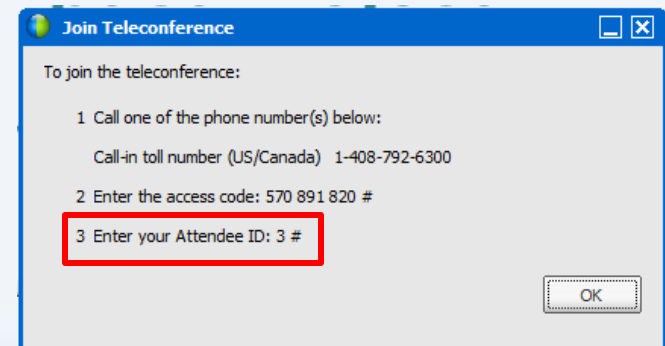 Join Teleconference
To join the teleconference:
1 Call one of the phone number(s) below:
Call-in toll number (US/Canada) 1-408-792-6300
2 Enter the access code: 570 891 820 #
3 Enter your Attendee ID: 3 #
OK